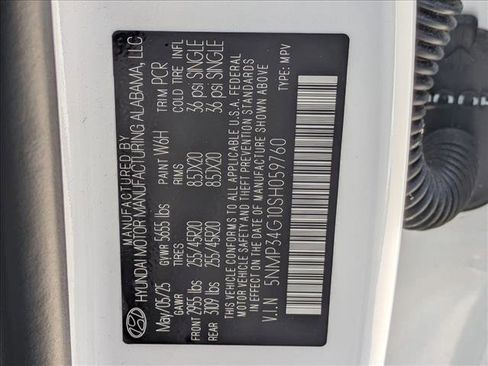 MANUFACTURED BY
HYUNDAI MOTOR MANUFACTURING ALABAMA, LLC.
May/05/25 GVWR 5655 lbs PAINT W6H TRIM PCR
GAWR TIRES RIMS COLD TIRE INFL
FRONT 2955 lbs 255/45R20 8.5JX20 36 psi SINGLE
REAR 3109 lbs 255/45R20 8.5JX20 36 psi SINGLE
THIS VEHICLE CONFORMS TO ALL APPLICABLE U.S.A. FEDERAL
MOTOR VEHICLE SAFETY, BUMPER, AND THEFT PREVENTION STANDARDS
IN EFFECT ON THE DATE OF MANUFACTURE SHOWN ABOVE
V.I.N 5NMP34G10SH059760 TYPE: MPV